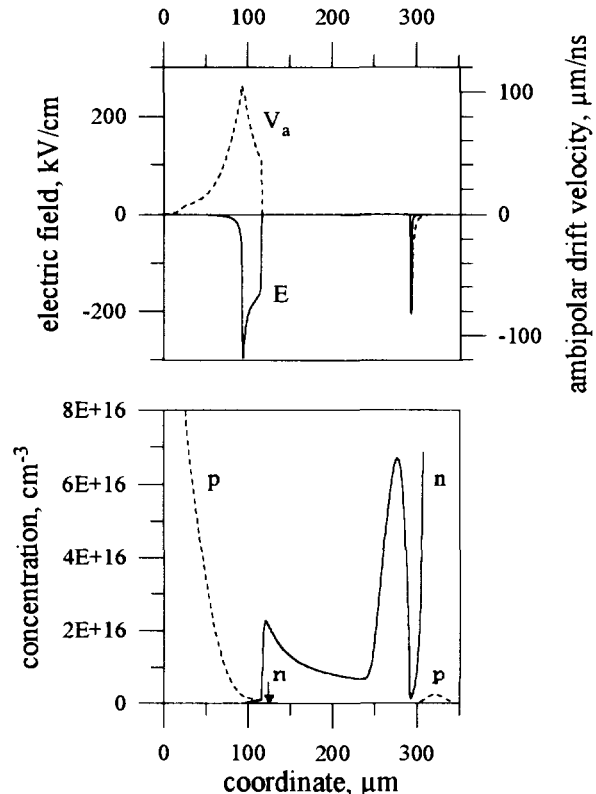 0 100 200 300
electric field, kV/cm
200
0
-200
V_a
E
100
0
-100
ambipolar drift velocity, μm/ns
concentration, cm⁻³
8E+16
6E+16
4E+16
2E+16
0
p
n
n
p
0 100 200 300
coordinate, μm